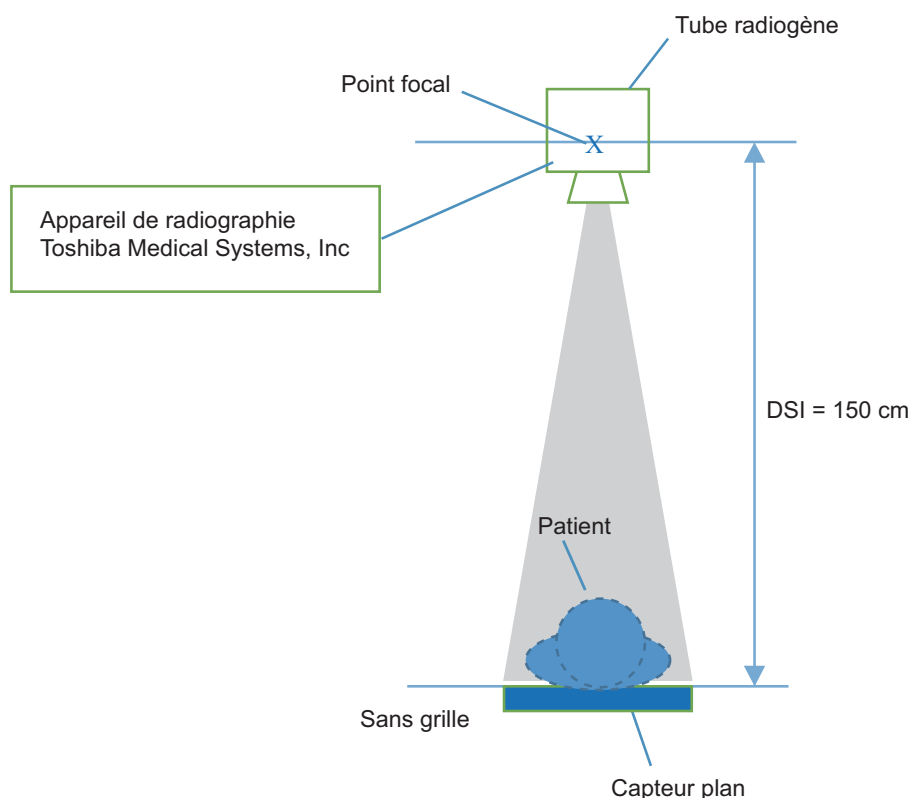 Tube radiogène
Point focal
X
Appareil de radiographie
Toshiba Medical Systems, Inc
DSI = 150 cm
Patient
Sans grille
Capteur plan